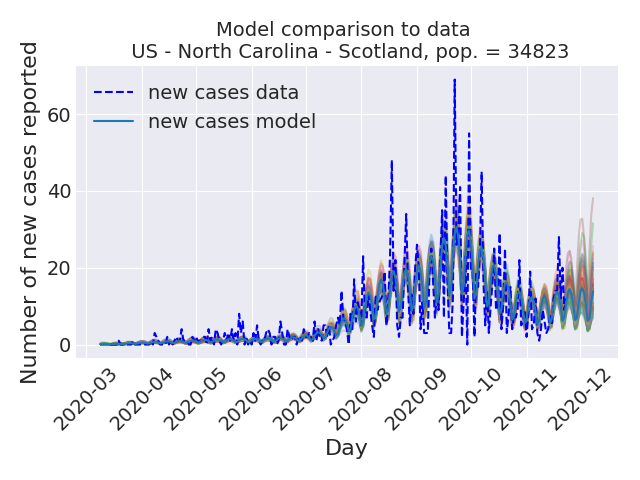 Model comparison to data
US - North Carolina - Scotland, pop. = 34823
Number of new cases reported
60
40
20
0
new cases data
new cases model
2020-03
2020-04
2020-05
2020-06
2020-07
2020-08
2020-09
2020-10
2020-11
2020-12
Day